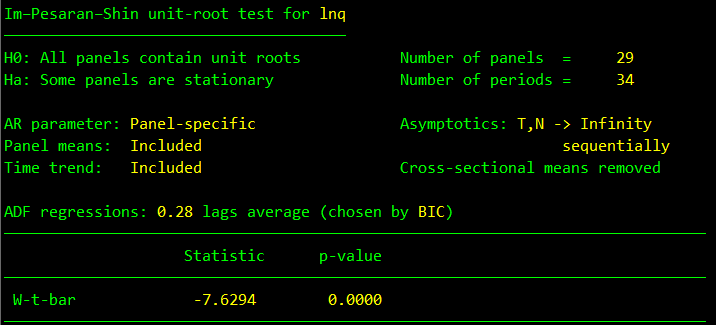 Im–Pesaran–Shin unit-root test for lnq
H0: All panels contain unit roots Number of panels = 29
Ha: Some panels are stationary Number of periods = 34
AR parameter: Panel-specific Asymptotics: T,N -> Infinity
Panel means: Included sequentially
Time trend: Included Cross-sectional means removed
ADF regressions: 0.28 lags average (chosen by BIC)
Statistic p-value
W-t-bar -7.6294 0.0000